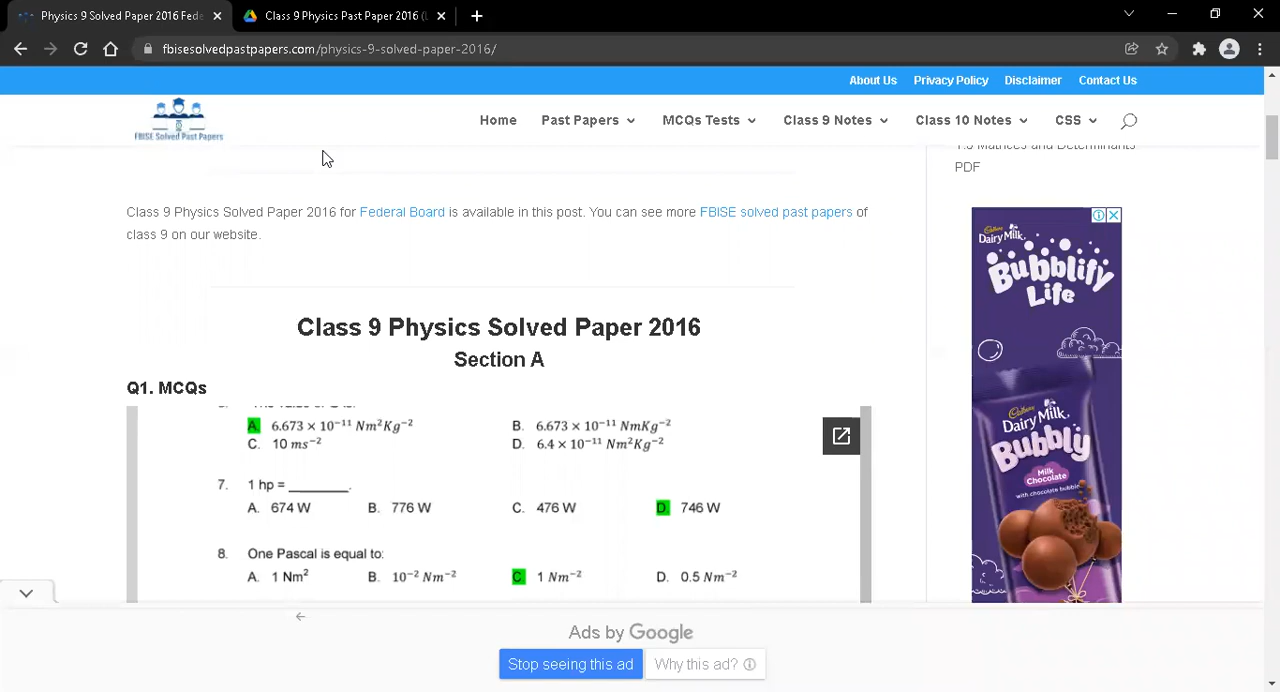 Physics 9 Solved Paper 2016 Fede
Class 9 Physics Past Paper 2016 (
fbisesolvedpastpapers.com/physics-9-solved-paper-2016/
About Us Privacy Policy Disclaimer Contact Us
FBISE Solved Past Papers
Home Past Papers MCQs Tests Class 9 Notes Class 10 Notes CSS
1.5 Matrices and Determinants
PDF
Class 9 Physics Solved Paper 2016 for Federal Board is available in this post. You can see more FBISE solved past papers of
class 9 on our website.
Class 9 Physics Solved Paper 2016
Section A
Q1. MCQs
A. 6.673 × 10⁻¹¹ Nm²Kg⁻² B. 6.673 × 10⁻¹¹ NmKg⁻²
C. 10 ms⁻² D. 6.4 × 10⁻¹¹ Nm²Kg⁻²
7. 1 hp = ________.
A. 674 W B. 776 W C. 476 W D. 746 W
8. One Pascal is equal to:
A. 1 Nm² B. 10⁻² Nm⁻² C. 1 Nm⁻² D. 0.5 Nm⁻²
Cadbury
Dairy Milk
Bubblify
Life
Cadbury
Dairy Milk
Bubbly
Milk
Chocolate
with chocolate bubbles
Ads by Google
Stop seeing this ad Why this ad?